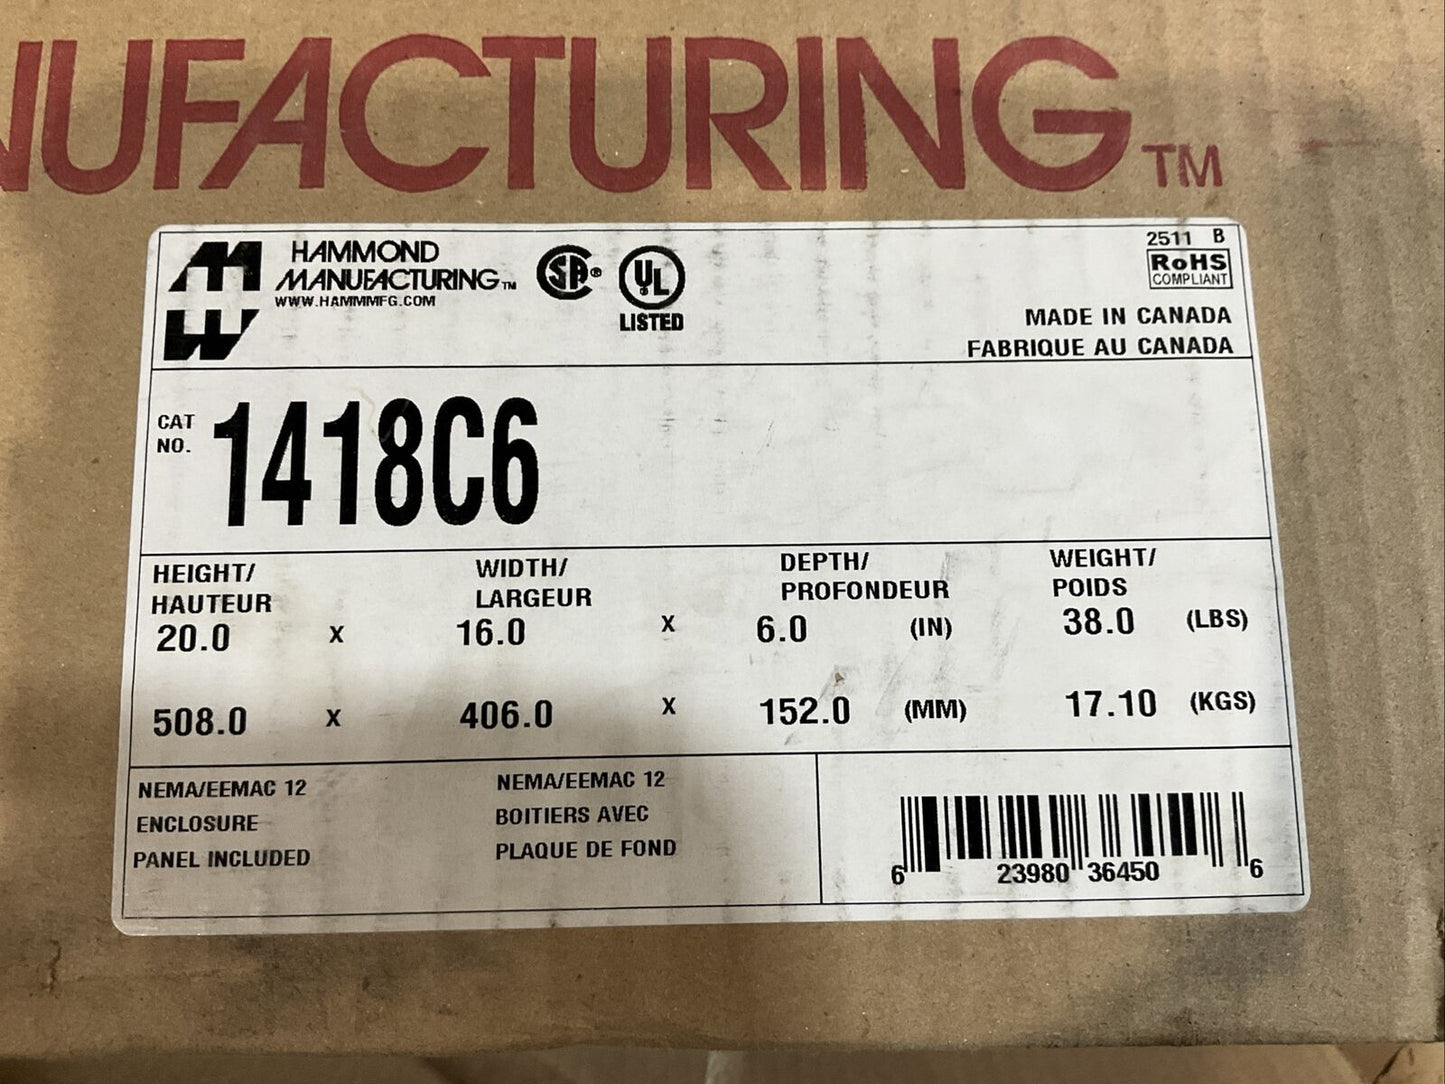 NUFACTURING TM
HAMMOND
MANUFACTURING TM
WWW.HAMMMFG.COM
SA ®
UL
LISTED
2511 B
RoHS
COMPLIANT
MADE IN CANADA
FABRIQUE AU CANADA
CAT
NO.
1418C6
HEIGHT/
HAUTEUR
WIDTH/
LARGEUR
DEPTH/
PROFONDEUR
WEIGHT/
POIDS
20.0 X 16.0 X 6.0 (IN) 38.0 (LBS)
508.0 X 406.0 X 152.0 (MM) 17.10 (KGS)
NEMA/EEMAC 12
ENCLOSURE
PANEL INCLUDED
NEMA/EEMAC 12
BOITIERS AVEC
PLAQUE DE FOND
6 23980 36450 6